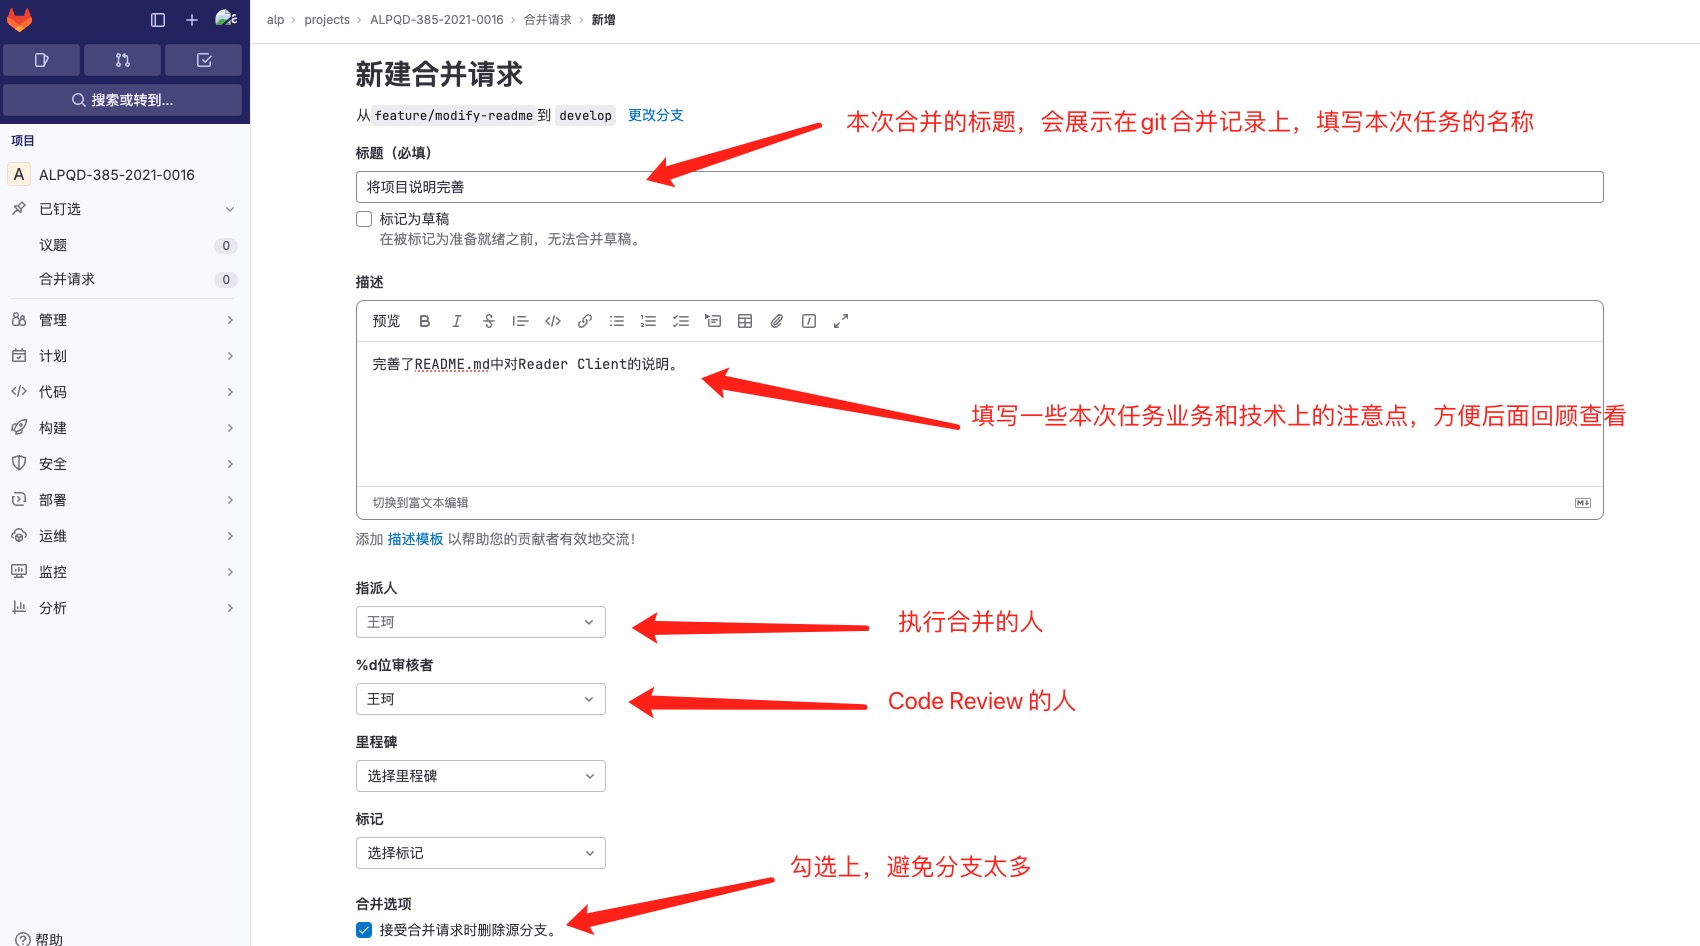 alp › projects › ALPQD-385-2021-0016 › 合并请求 › 新增
搜索或转到...
项目
A ALPQD-385-2021-0016
已钉选
议题 0
合并请求 0
管理
计划
代码
构建
安全
部署
运维
监控
分析
帮助
新建合并请求
从 feature/modify-readme 到 develop 更改分支
本次合并的标题，会展示在git合并记录上，填写本次任务的名称
标题（必填）
将项目说明完善
标记为草稿
在被标记为准备就绪之前，无法合并草稿。
描述
预览
完善了README.md中对Reader Client的说明。
填写一些本次任务业务和技术上的注意点，方便后面回顾查看
切换到富文本编辑
添加 描述模板 以帮助您的贡献者有效地交流！
指派人
王珂
执行合并的人
%d位审核者
王珂
Code Review 的人
里程碑
选择里程碑
标记
选择标记
勾选上，避免分支太多
合并选项
接受合并请求时删除源分支。